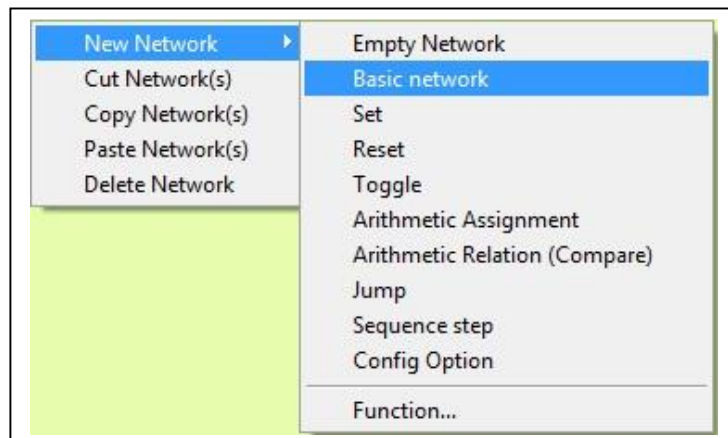 New Network
Cut Network(s)
Copy Network(s)
Paste Network(s)
Delete Network
Empty Network
Basic network
Set
Reset
Toggle
Arithmetic Assignment
Arithmetic Relation (Compare)
Jump
Sequence step
Config Option
Function...